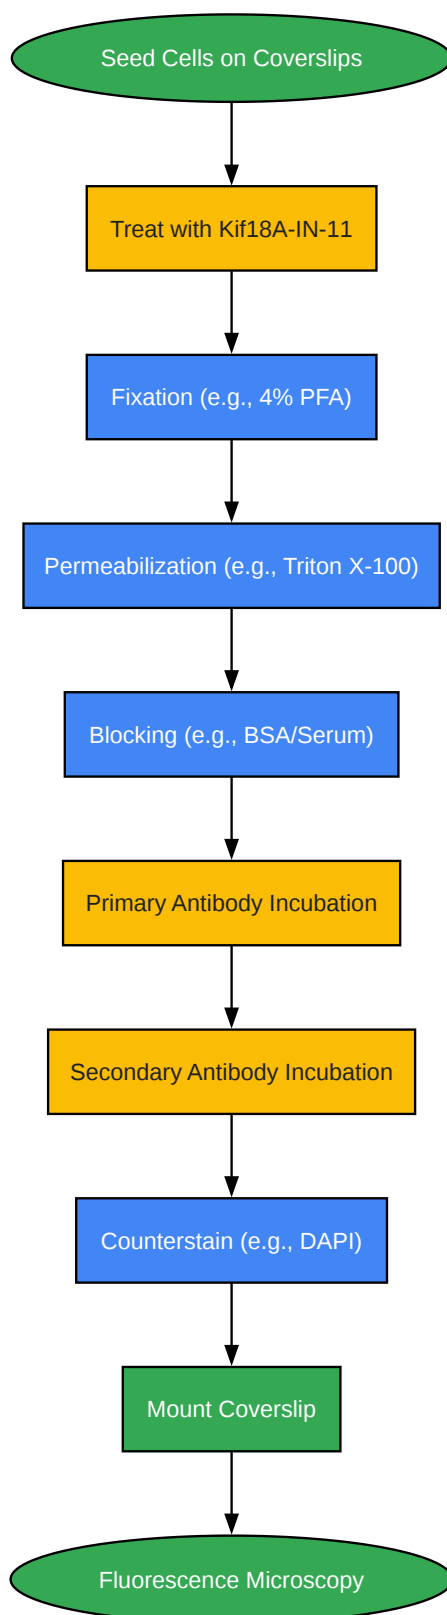 Seed Cells on Coverslips
Treat with Kif18A-IN-11
Fixation (e.g., 4% PFA)
Permeabilization (e.g., Triton X-100)
Blocking (e.g., BSA/Serum)
Primary Antibody Incubation
Secondary Antibody Incubation
Counterstain (e.g., DAPI)
Mount Coverslip
Fluorescence Microscopy